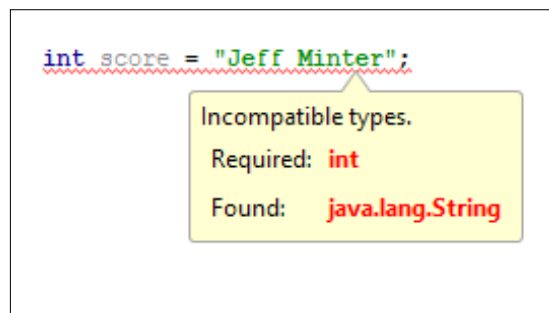 int score = "Jeff Minter";
Incompatible types.
Required: int
Found: java.lang.String